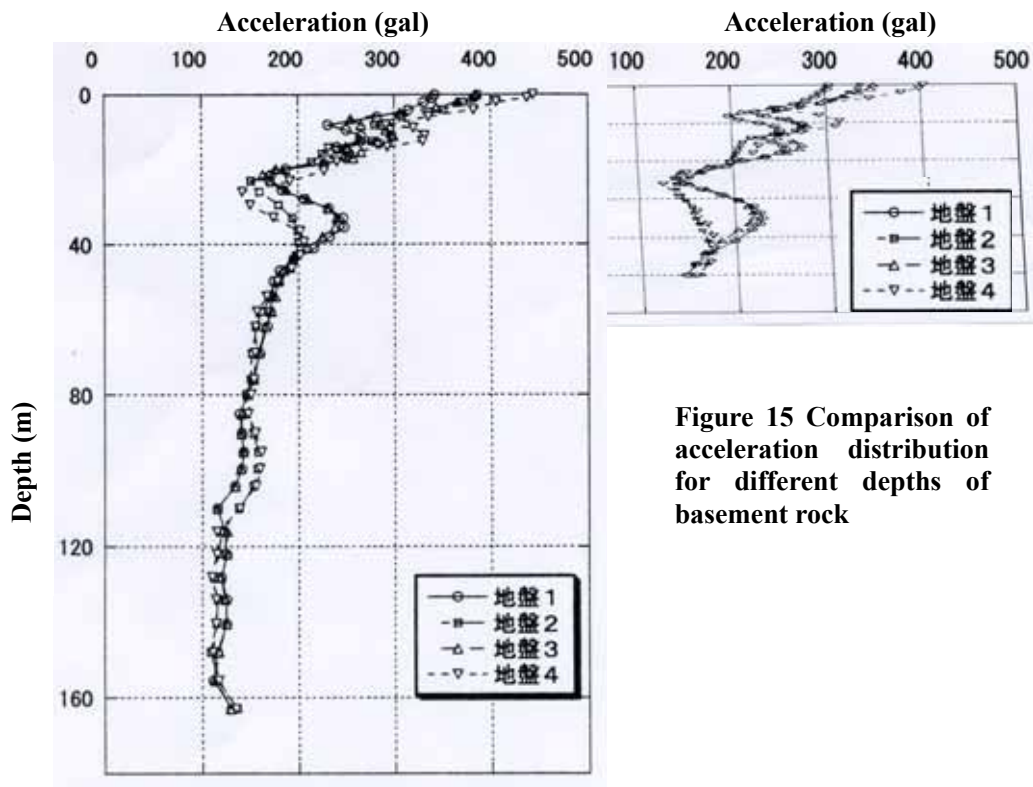 Acceleration (gal)
0 100 200 300 400 500
0
40
80
120
160
Depth (m)
地盤1
地盤2
地盤3
地盤4
Acceleration (gal)
100 200 300 400 500
地盤1
地盤2
地盤3
地盤4
Figure 15 Comparison of
acceleration distribution
for different depths of
basement rock